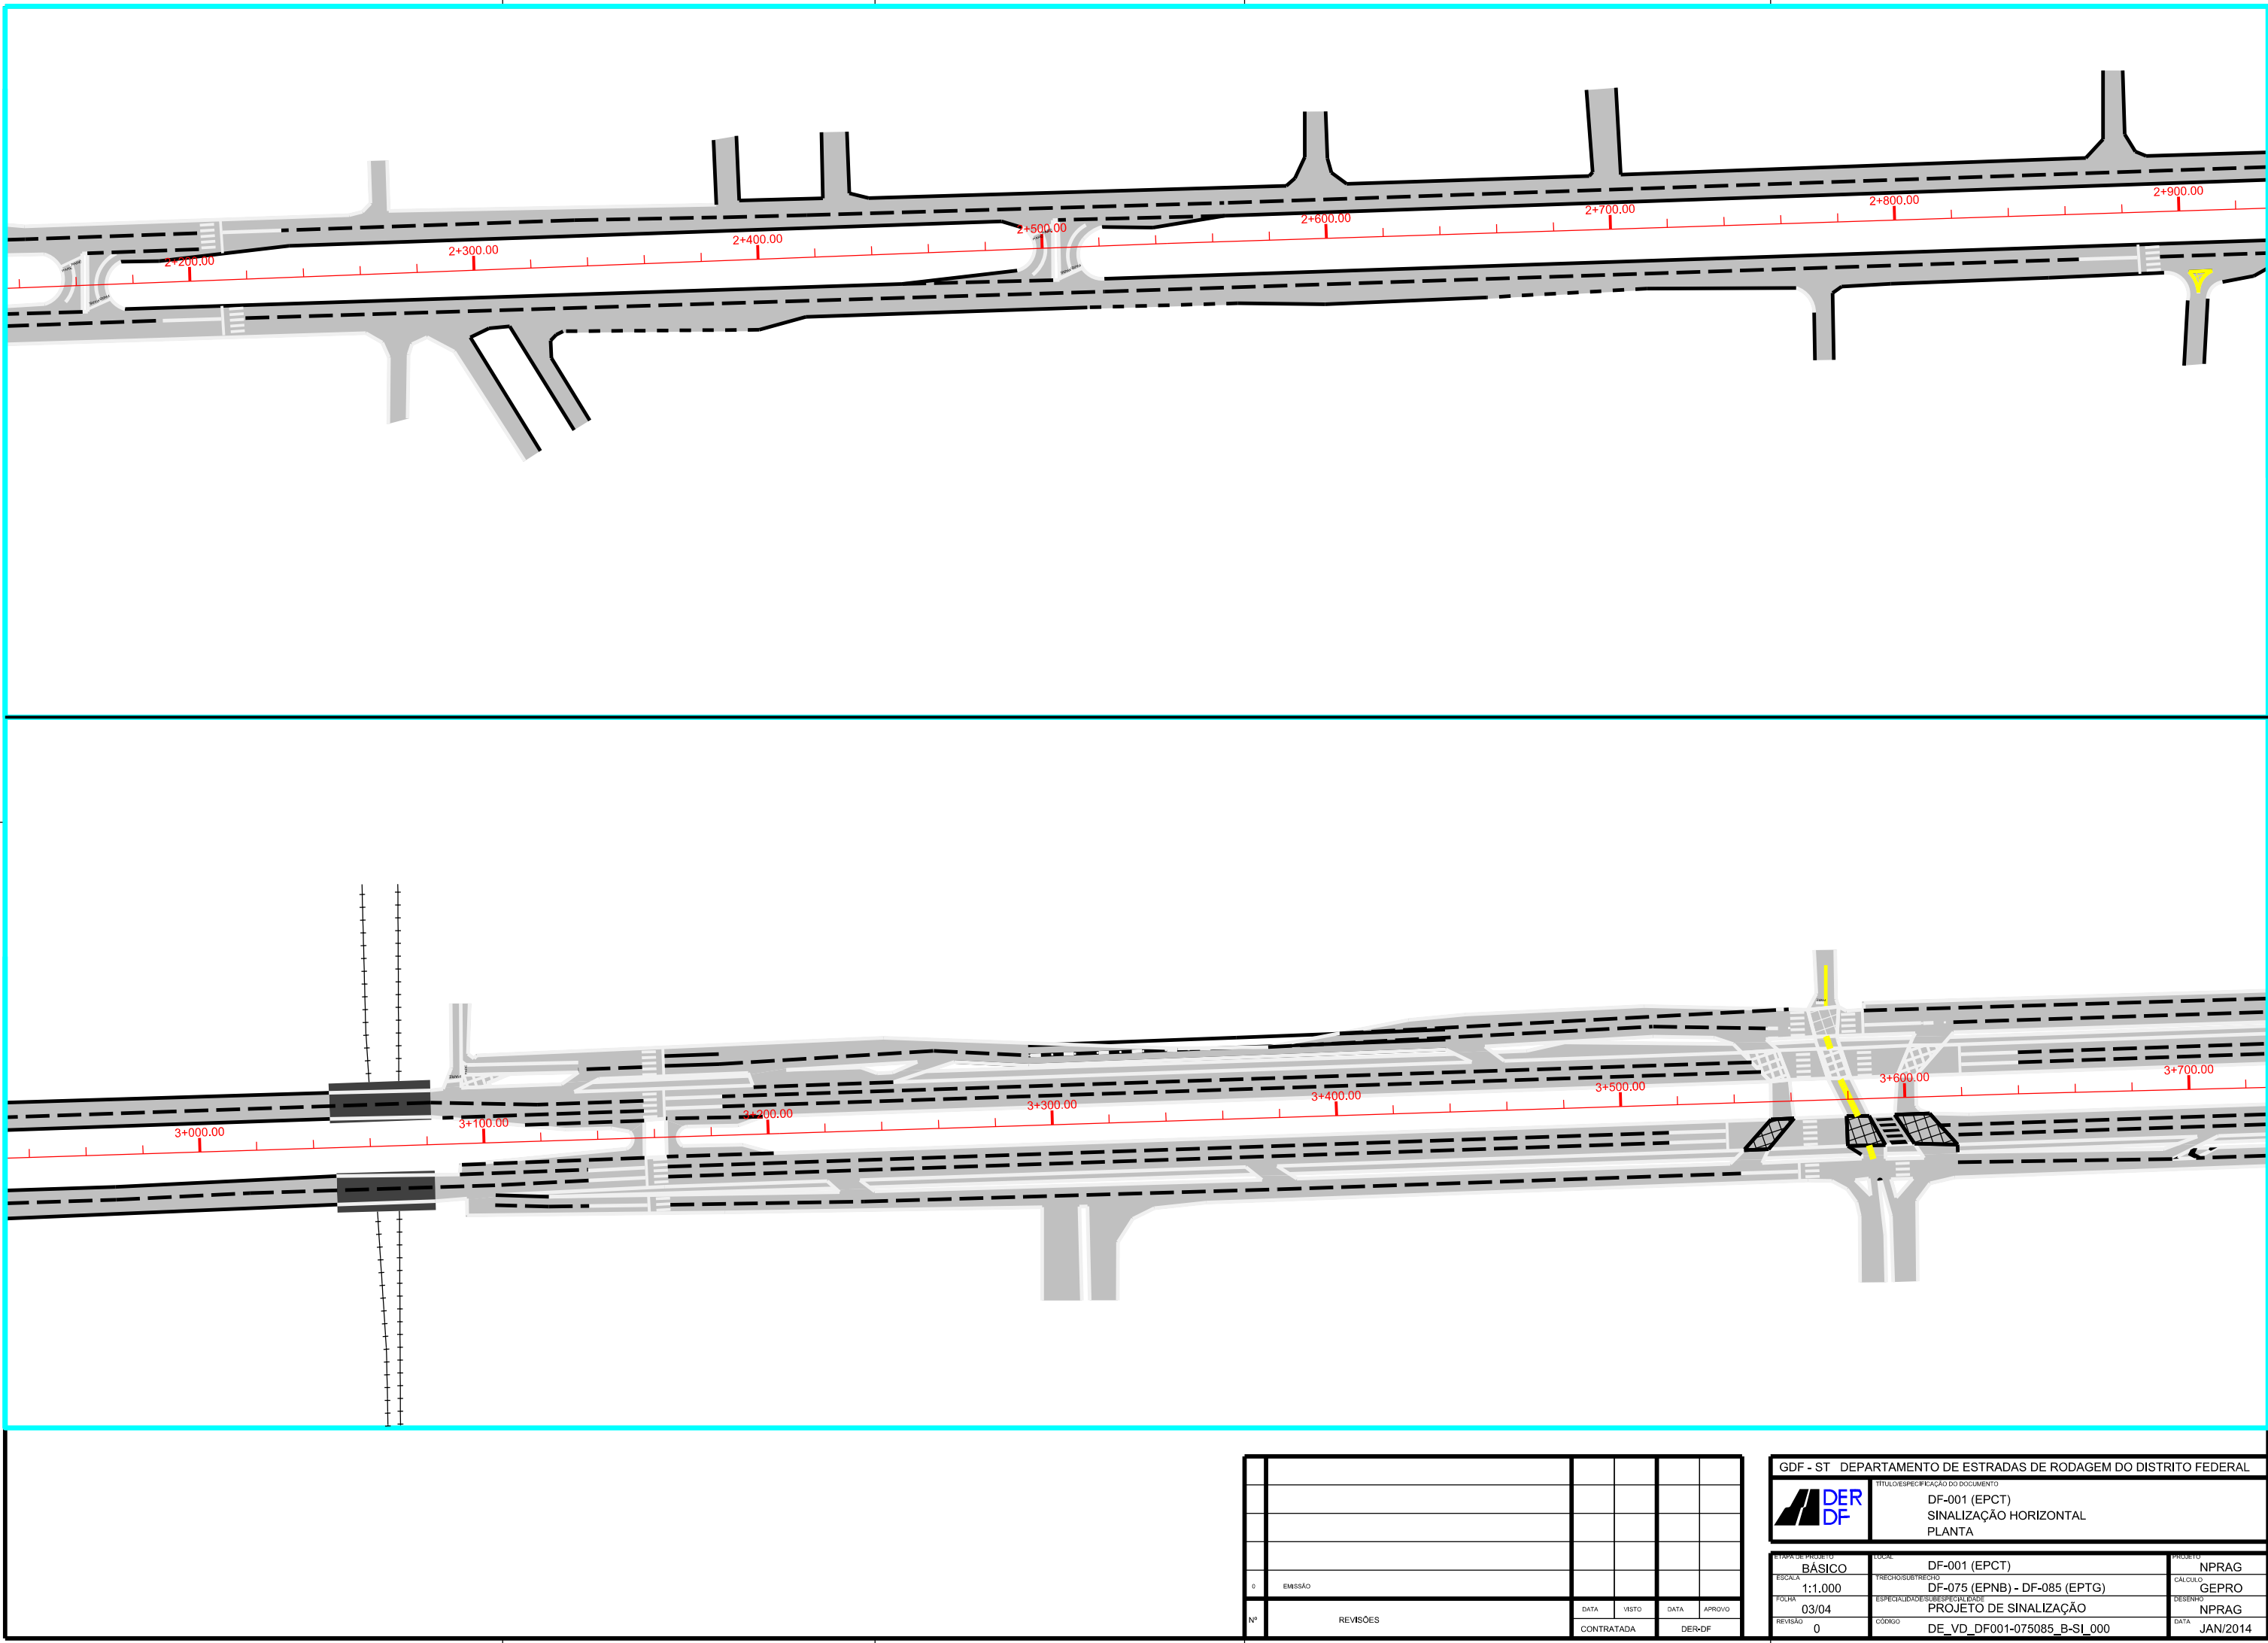 2+200.00
2+300.00
2+400.00
2+500.00
2+600.00
2+700.00
2+800.00
2+900.00
3+000.00
3+100.00
3+200.00
3+300.00
3+400.00
3+500.00
3+600.00
3+700.00
0 EMISSÃO
Nº REVISÕES DATA VISTO DATA APROVO
CONTRATADA DER-DF
GDF - ST DEPARTAMENTO DE ESTRADAS DE RODAGEM DO DISTRITO FEDERAL
DER
DF
TÍTULO/ESPECIFICAÇÃO DO DOCUMENTO
DF-001 (EPCT)
SINALIZAÇÃO HORIZONTAL
PLANTA
ETAPA DE PROJETO LOCAL PROJETO
BÁSICO DF-001 (EPCT) NPRAG
ESCALA TRECHO/SUBTRECHO CÁLCULO
1:1.000 DF-075 (EPNB) - DF-085 (EPTG) GEPRO
FOLHA ESPECIALIDADE/SUBESPECIALIDADE DESENHO
03/04 PROJETO DE SINALIZAÇÃO NPRAG
REVISÃO CÓDIGO DATA
0 DE_VD_DF001-075085_B-SI_000 JAN/2014